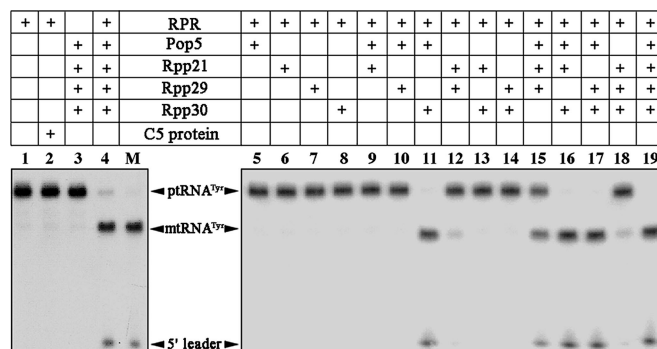 + + + RPR + + + + + + + + + + + + + + +
+ + Pop5 + + + + + + + +
+ + Rpp21 + + + + + + + +
+ + Rpp29 + + + + + + + +
+ + Rpp30 + + + + + + + +
+ C5 protein
1 2 3 4 M 5 6 7 8 9 10 11 12 13 14 15 16 17 18 19
ptRNATyr
mtRNATyr
5' leader